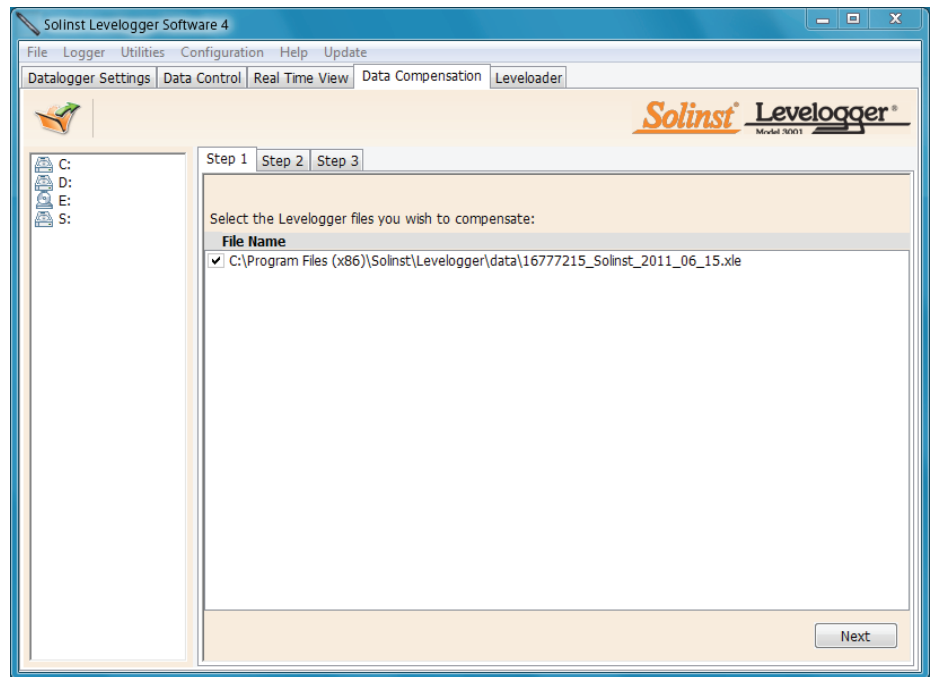 Solinst Levelogger Software 4
File Logger Utilities Configuration Help Update
Datalogger Settings Data Control Real Time View Data Compensation Leveloader
Solinst Levelogger
Model 3001
C:
D:
E:
S:
Step 1 Step 2 Step 3
Select the Levelogger files you wish to compensate:
File Name
C:\Program Files (x86)\Solinst\Levelogger\data\16777215_Solinst_2011_06_15.xle
Next